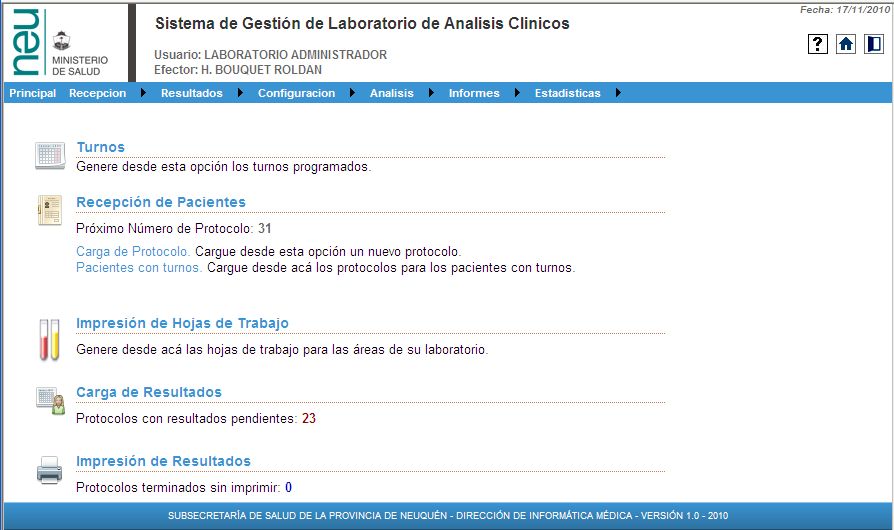 Fecha: 17/11/2010
neu
MINISTERIO
DE SALUD
Sistema de Gestión de Laboratorio de Analisis Clinicos
Usuario: LABORATORIO ADMINISTRADOR
Efector: H. BOUQUET ROLDAN
?
Principal Recepcion Resultados Configuracion Analisis Informes Estadisticas
Turnos
Genere desde esta opción los turnos programados.
Recepción de Pacientes
Próximo Número de Protocolo: 31
Carga de Protocolo. Cargue desde esta opción un nuevo protocolo.
Pacientes con turnos. Cargue desde acá los protocolos para los pacientes con turnos.
Impresión de Hojas de Trabajo
Genere desde acá las hojas de trabajo para las áreas de su laboratorio.
Carga de Resultados
Protocolos con resultados pendientes: 23
Impresión de Resultados
Protocolos terminados sin imprimir: 0
SUBSECRETARÍA DE SALUD DE LA PROVINCIA DE NEUQUÉN - DIRECCIÓN DE INFORMÁTICA MÉDICA - VERSIÓN 1.0 - 2010